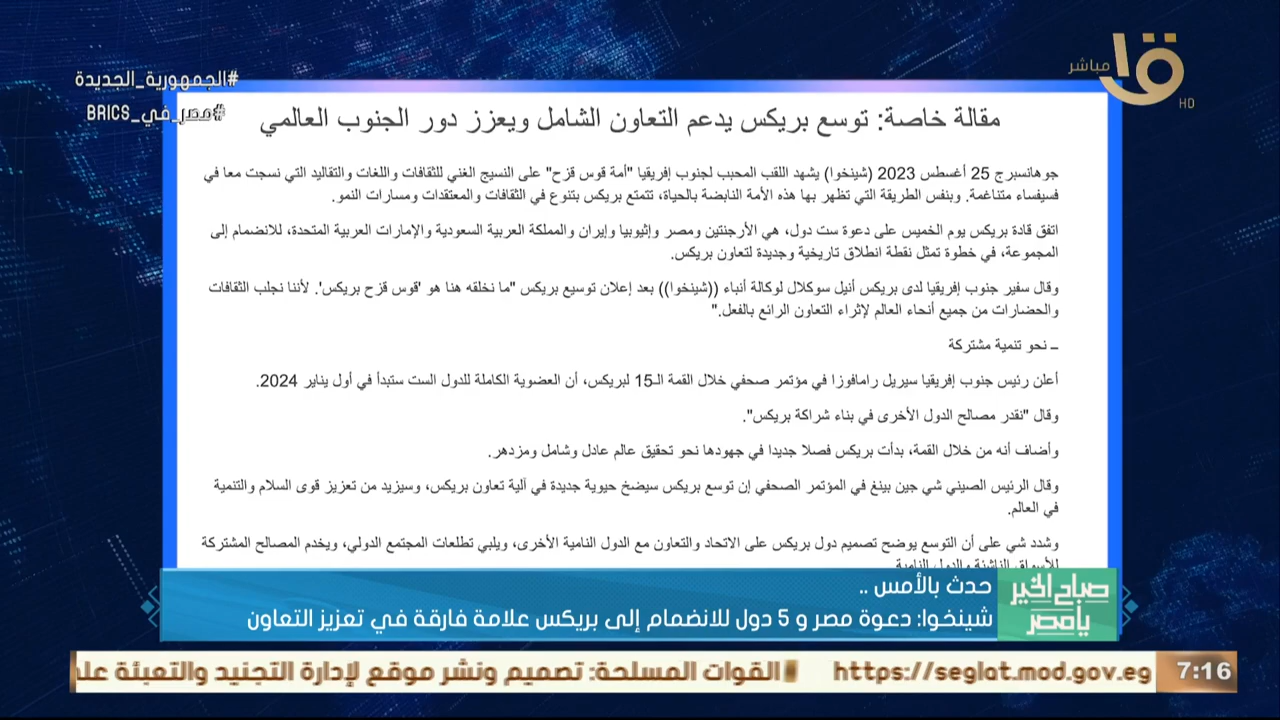 #الجمهورية_الجديدة
#مصر_في_BRICS
مباشر
HD
مقالة خاصة: توسع بريكس يدعم التعاون الشامل ويعزز دور الجنوب العالمي
جوهانسبرج 25 أغسطس 2023 (شينخوا) يشهد اللقب المحبب لجنوب إفريقيا "أمة قوس قزح" على النسيج الغني للثقافات واللغات والتقاليد التي نسجت معا في
فسيفساء متناغمة. وبنفس الطريقة التي تظهر بها هذه الأمة النابضة بالحياة، تتمتع بريكس بتنوع في الثقافات والمعتقدات ومسارات النمو.
اتفق قادة بريكس يوم الخميس على دعوة ست دول، هي الأرجنتين ومصر وإثيوبيا وإيران والمملكة العربية السعودية والإمارات العربية المتحدة، للانضمام إلى
المجموعة، في خطوة تمثل نقطة انطلاق تاريخية وجديدة لتعاون بريكس.
وقال سفير جنوب إفريقيا لدى بريكس أنيل سوكلال لوكالة أنباء ((شينخوا)) بعد إعلان توسيع بريكس "ما نخلقه هنا هو 'قوس قزح بريكس'. لأننا نجلب الثقافات
والحضارات من جميع أنحاء العالم لإثراء التعاون الرائع بالفعل."
ــ نحو تنمية مشتركة
أعلن رئيس جنوب إفريقيا سيريل رامافوزا في مؤتمر صحفي خلال القمة الـ15 لبريكس، أن العضوية الكاملة للدول الست ستبدأ في أول يناير 2024.
وقال "نقدر مصالح الدول الأخرى في بناء شراكة بريكس".
وأضاف أنه من خلال القمة، بدأت بريكس فصلا جديدا في جهودها نحو تحقيق عالم عادل وشامل ومزدهر.
وقال الرئيس الصيني شي جين بينغ في المؤتمر الصحفي إن توسع بريكس سيضخ حيوية جديدة في آلية تعاون بريكس، وسيزيد من تعزيز قوى السلام والتنمية
في العالم.
وشدد شي على أن التوسع يوضح تصميم دول بريكس على الاتحاد والتعاون مع الدول النامية الأخرى، ويلبي تطلعات المجتمع الدولي، ويخدم المصالح المشتركة
للأسواق الناشئة والدول النامية
صباح الخير
يا مصر
حدث بالأمس ..
شينخوا: دعوة مصر و 5 دول للانضمام إلى بريكس علامة فارقة في تعزيز التعاون
7:16
https://seglat.mod.gov.eg
القوات المسلحة: تصميم ونشر موقع لإدارة التجنيد والتعبئة